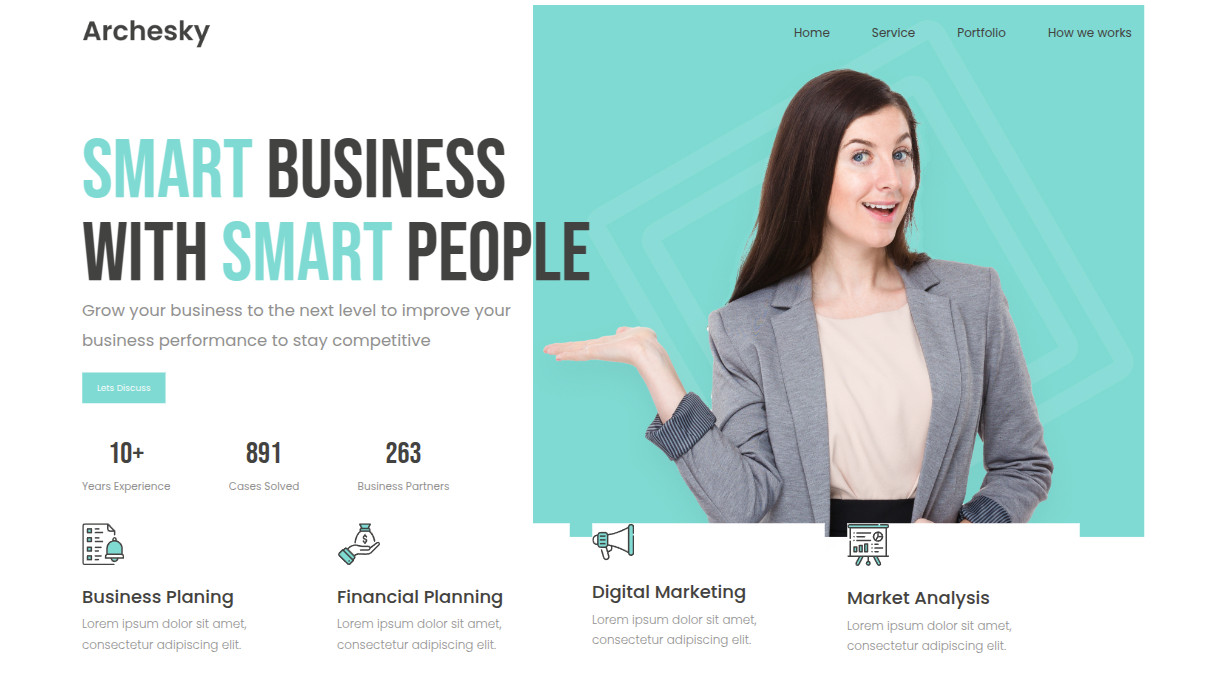 Archesky
Home Service Portfolio How we works
SMART BUSINESS
WITH SMART PEOPLE
Grow your business to the next level to improve your
business performance to stay competitive
Lets Discuss
10+ 891 263
Years Experience Cases Solved Business Partners
Business Planing
Lorem ipsum dolor sit amet,
consectetur adipiscing elit.
Financial Planning
Lorem ipsum dolor sit amet,
consectetur adipiscing elit.
Digital Marketing
Lorem ipsum dolor sit amet,
consectetur adipiscing elit.
Market Analysis
Lorem ipsum dolor sit amet,
consectetur adipiscing elit.